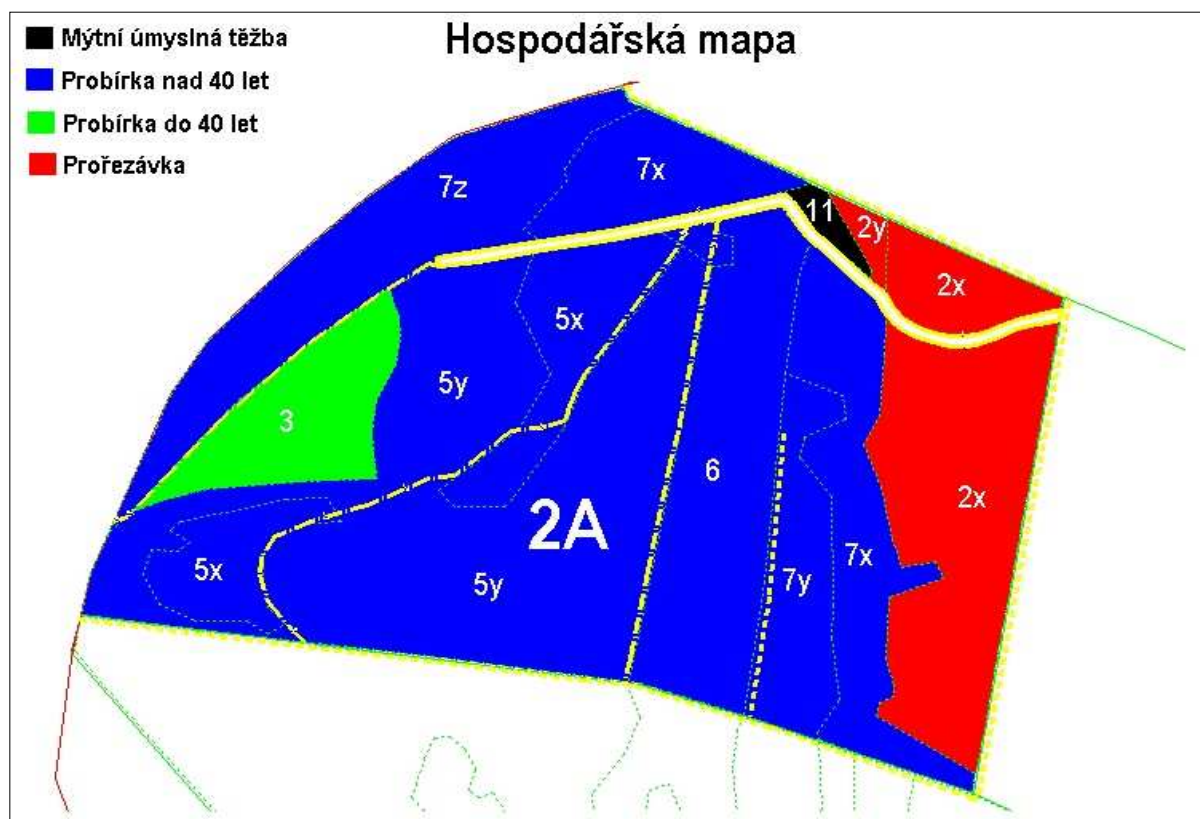 Hospodářská mapa
Mýtní úmyslná těžba
Probírka nad 40 let
Probírka do 40 let
Prořezávka
7x
7z
11
2y
2x
5x
5y
3
6
2x
2A
7x
5x
5y
7y